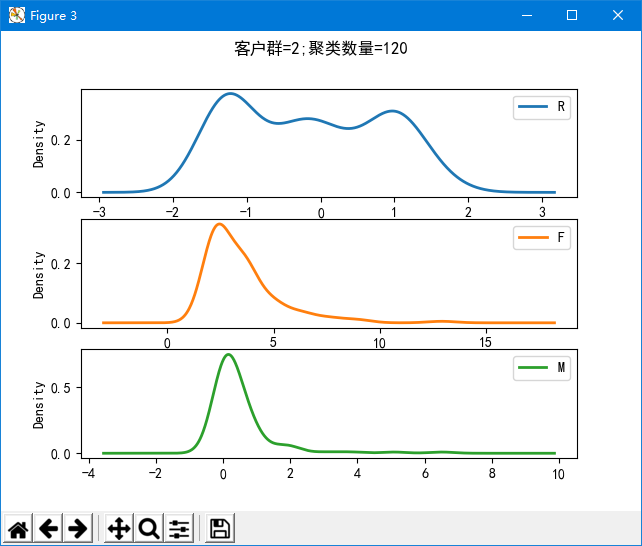 Figure 3
客户群=2;聚类数量=120
R
Density
0.2
0.0
-3 -2 -1 0 1 2 3
F
Density
0.2
0.0
0 5 10 15
M
Density
0.5
0.0
-4 -2 0 2 4 6 8 10